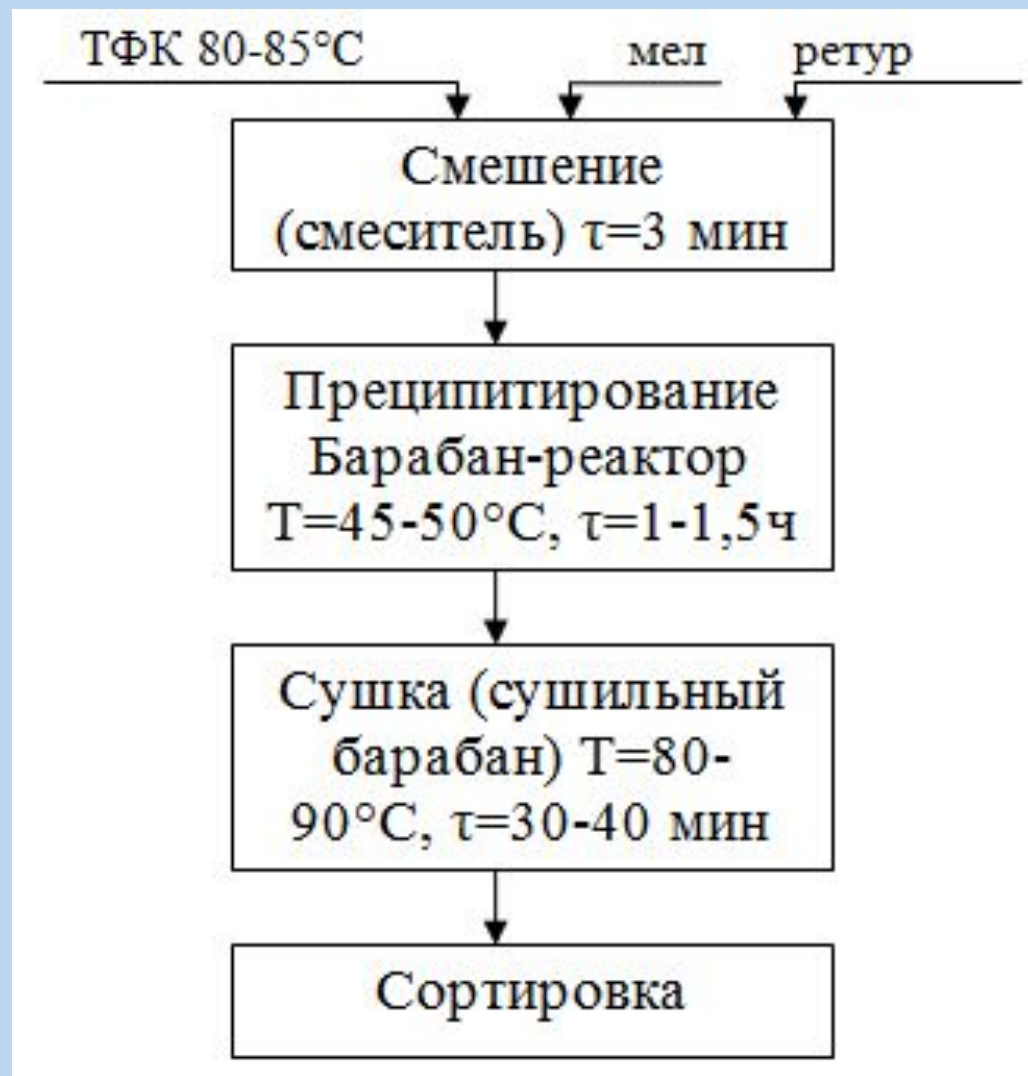 ТФК 80-85°С мел ретур
Смешение
(смеситель) τ=3 мин
Преципитирование
Барабан-реактор
Т=45-50°С, τ=1-1,5ч
Сушка (сушильный
барабан) Т=80-
90°С, τ=30-40 мин
Сортировка